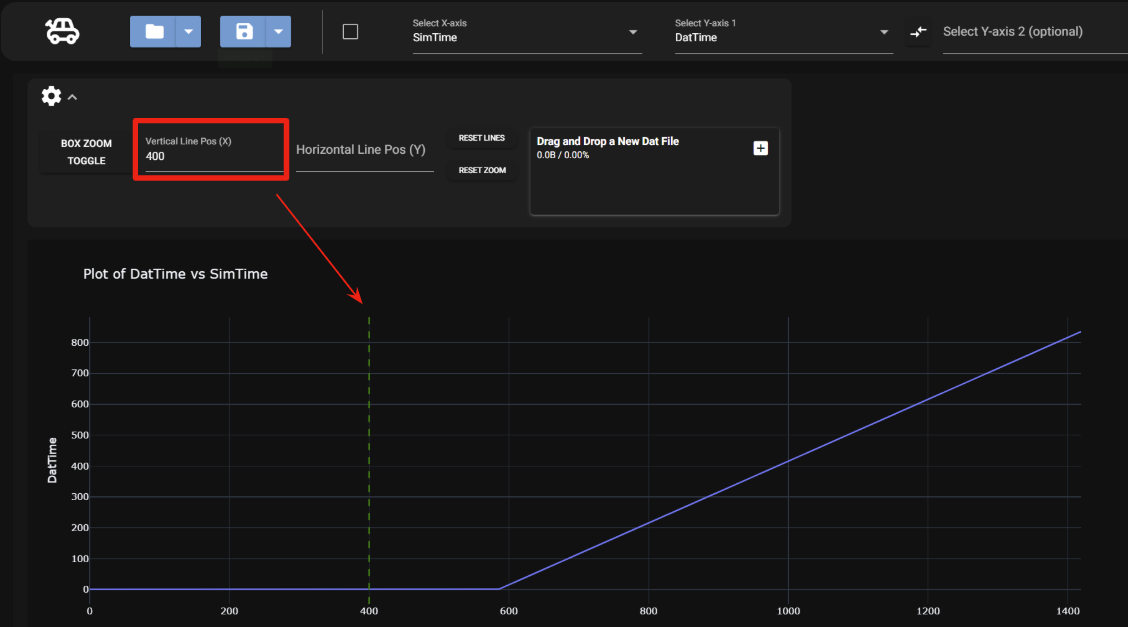 Select X-axis
SimTime
Select Y-axis 1
DatTime
Select Y-axis 2 (optional)
BOX ZOOM
TOGGLE
Vertical Line Pos (X)
400
Horizontal Line Pos (Y)
RESET LINES
RESET ZOOM
Drag and Drop a New Dat File
0.0B / 0.00%
Plot of DatTime vs SimTime
DatTime
800
700
600
500
400
300
200
100
0
0 200 400 600 800 1000 1200 1400